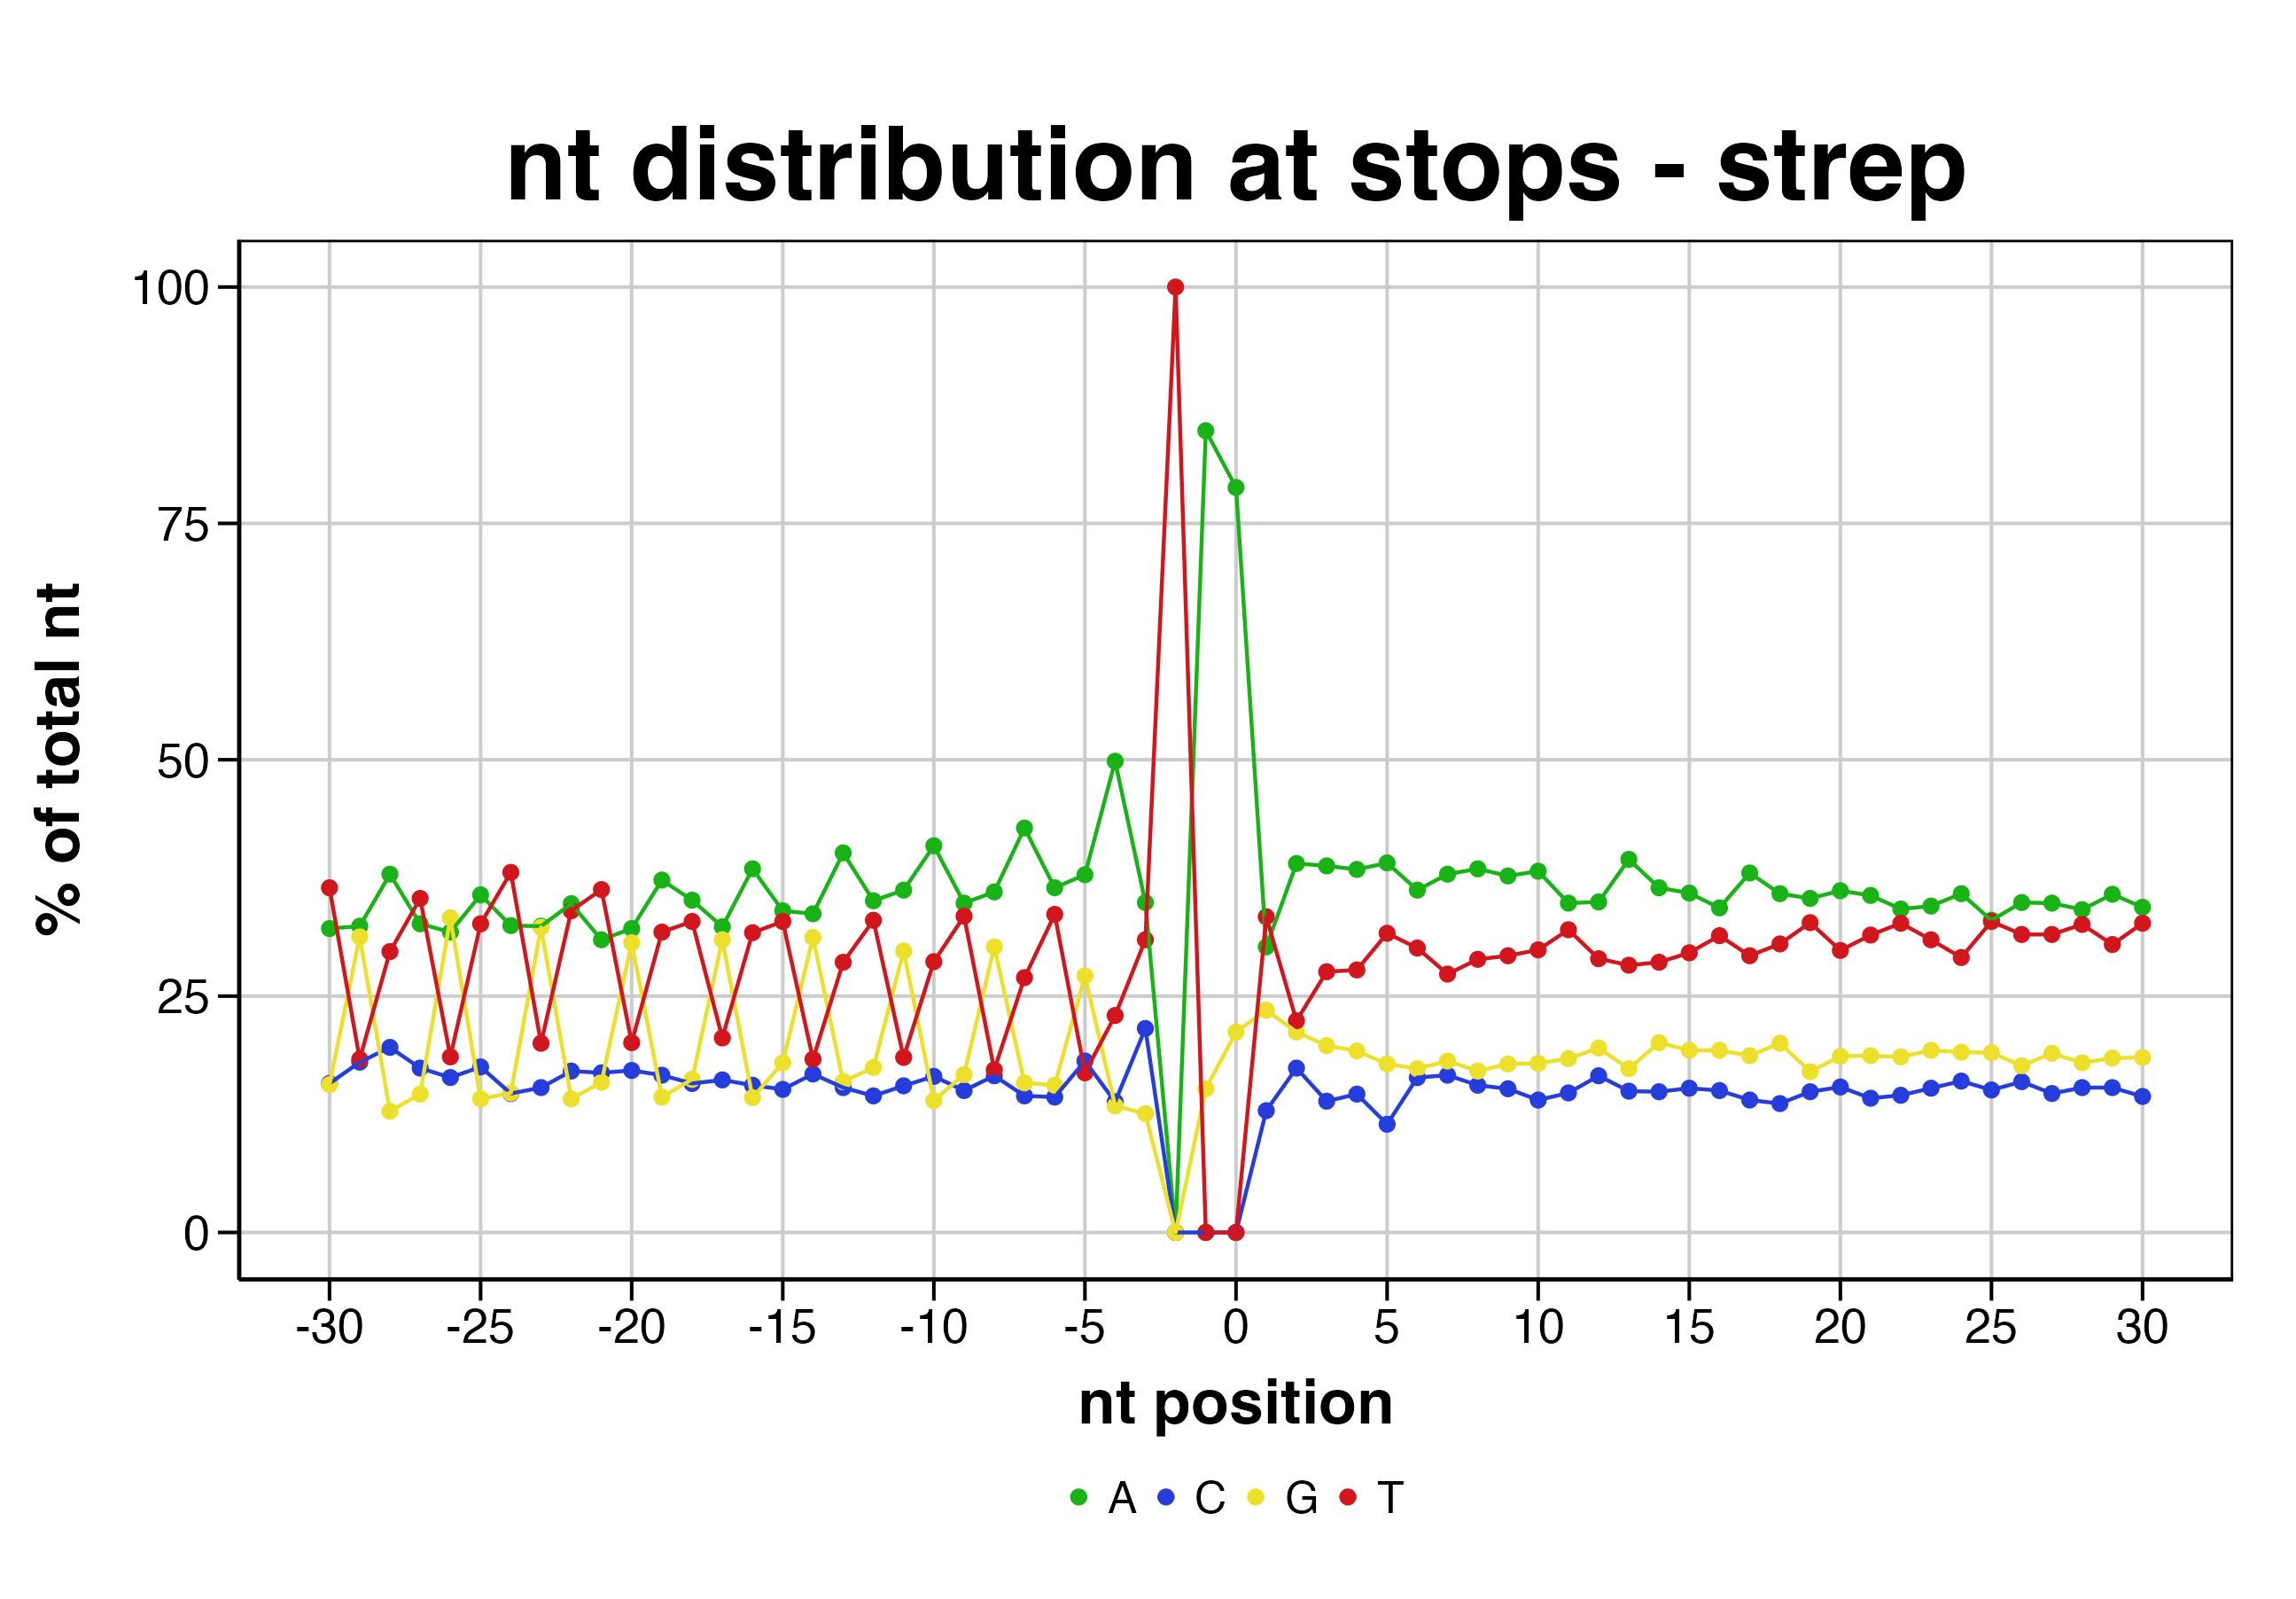 nt distribution at stops - strep
% of total nt
100
75
50
25
0
-30 -25 -20 -15 -10 -5 0 5 10 15 20 25 30
nt position
A C G T